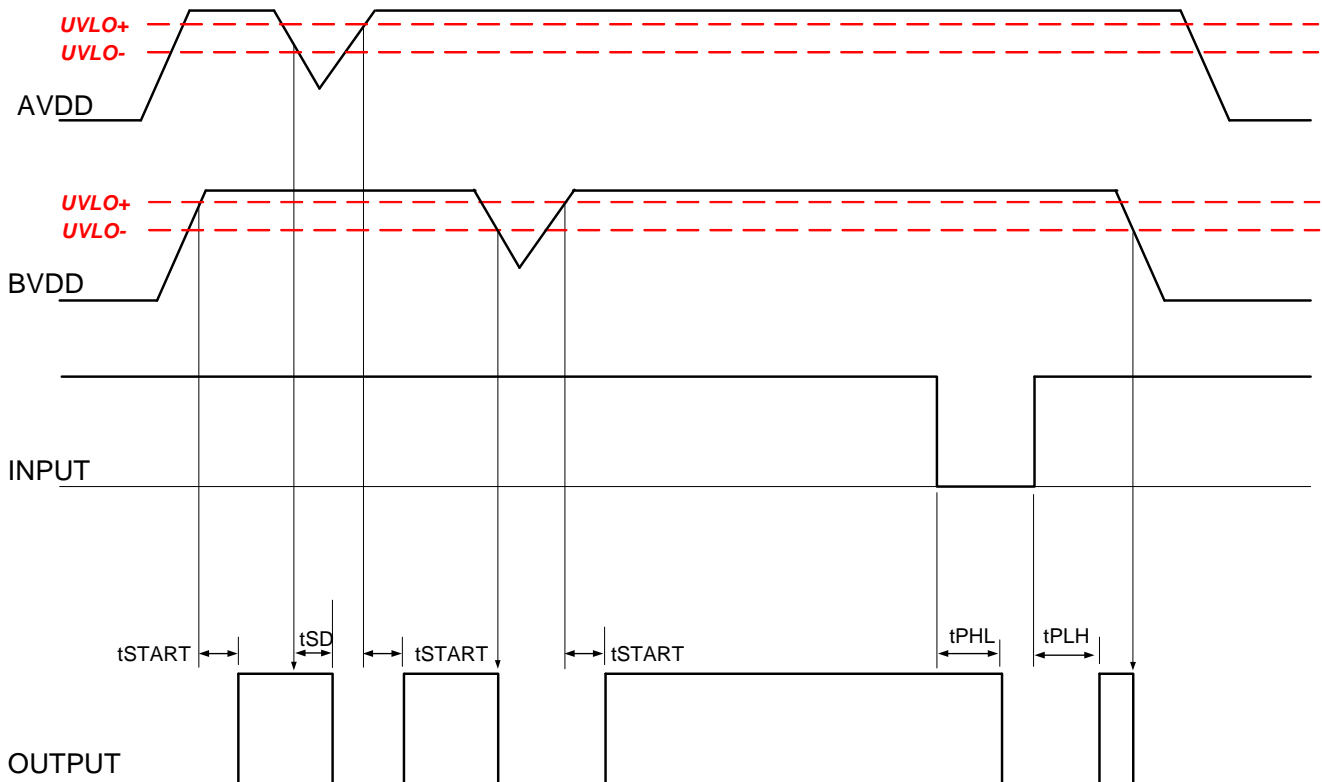 UVLO+
UVLO-
AVDD
UVLO+
UVLO-
BVDD
INPUT
tSTART
tSD
tSTART
tSTART
tPHL
tPLH
OUTPUT